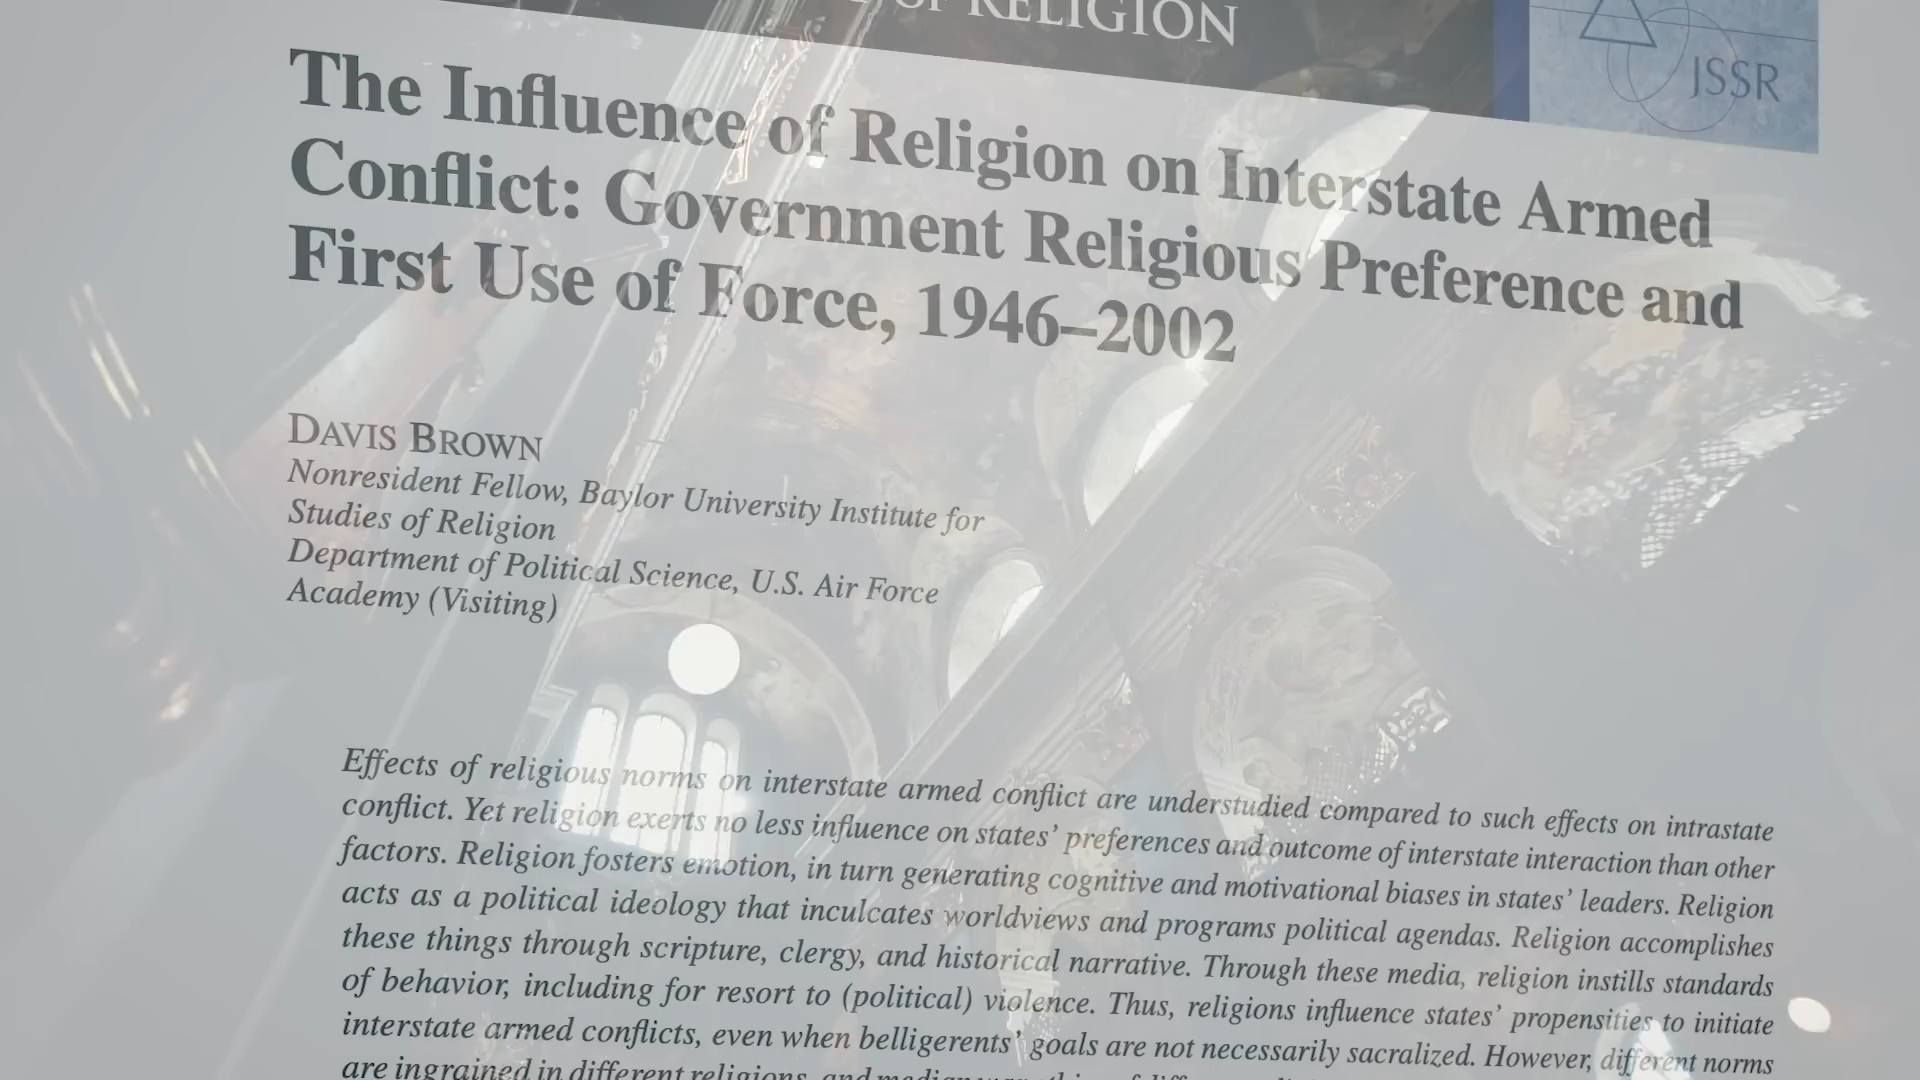 RELIGION
JSSR
The Influence of Religion on Interstate Armed
Conflict: Government Religious Preference and
First Use of Force, 1946–2002
DAVIS BROWN
Nonresident Fellow, Baylor University Institute for
Studies of Religion
Department of Political Science, U.S. Air Force
Academy (Visiting)
Effects of religious norms on interstate armed conflict are understudied compared to such effects on intrastate
conflict. Yet religion exerts no less influence on states' preferences and outcome of interstate interaction than other
factors. Religion fosters emotion, in turn generating cognitive and motivational biases in states' leaders. Religion
acts as a political ideology that inculcates worldviews and programs political agendas. Religion accomplishes
these things through scripture, clergy, and historical narrative. Through these media, religion instills standards
of behavior, including for resort to (political) violence. Thus, religions influence states' propensities to initiate
interstate armed conflicts, even when belligerents' goals are not necessarily sacralized. However, different norms
are ingrained in different religions, and